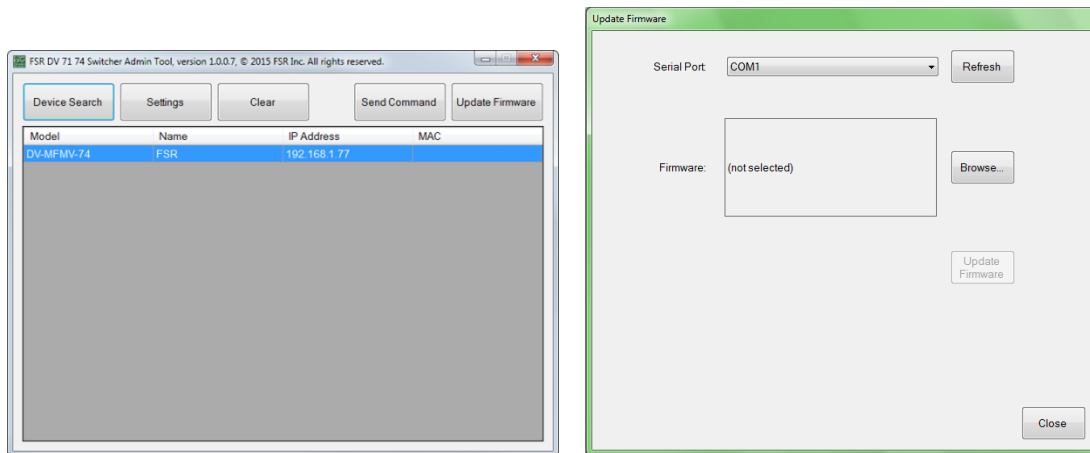 FSR DV 71 74 Switcher Admin Tool, version 1.0.0.7, © 2015 FSR Inc. All rights reserved.
Device Search Settings Clear Send Command Update Firmware
Model Name IP Address MAC
DV-MFMV-74 FSR 192.168.1.77
Update Firmware
Serial Port: COM1 Refresh
Firmware: (not selected) Browse...
Update
Firmware
Close